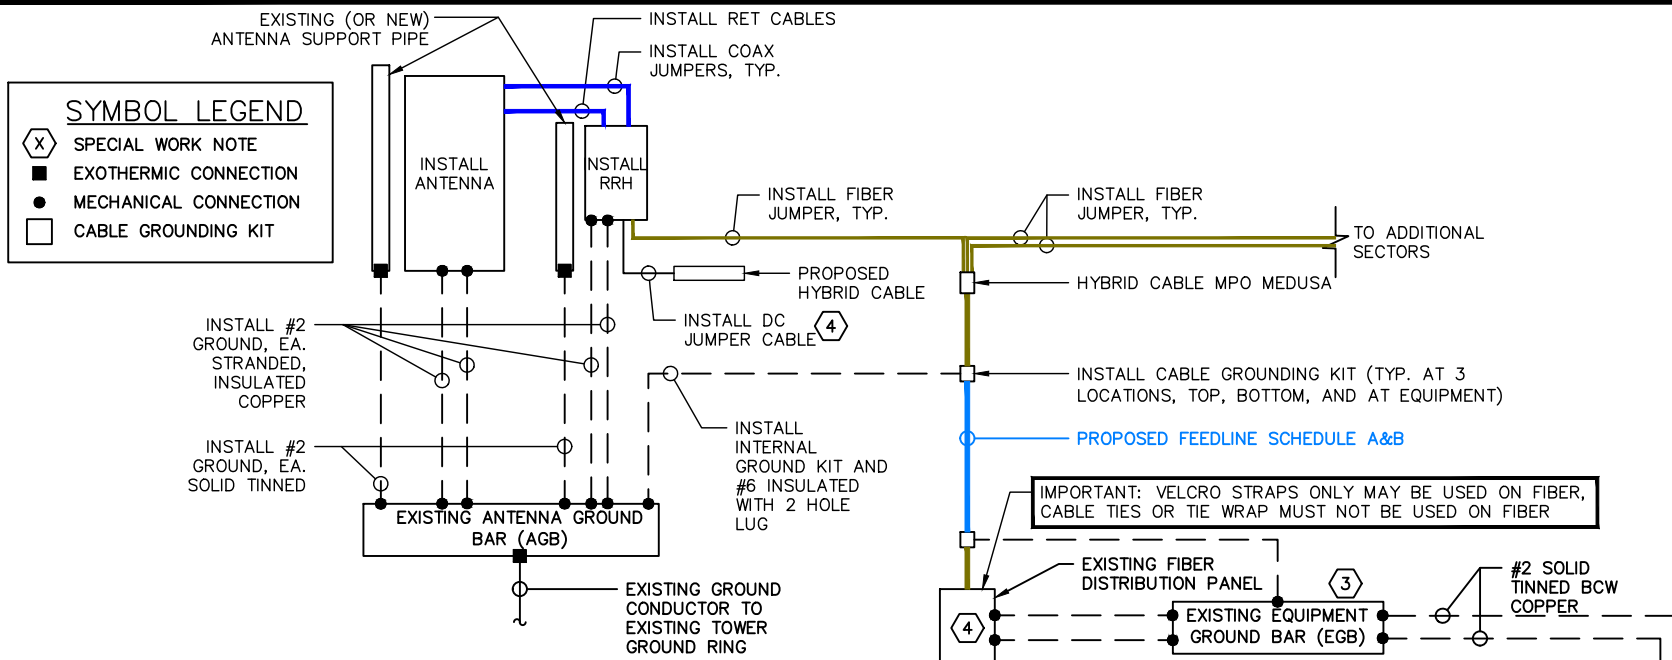 EXISTING (OR NEW)
ANTENNA SUPPORT PIPE
INSTALL RET CABLES
INSTALL COAX
JUMPERS, TYP.
SYMBOL LEGEND
X SPECIAL WORK NOTE
EXOTHERMIC CONNECTION
MECHANICAL CONNECTION
CABLE GROUNDING KIT
INSTALL
ANTENNA
INSTALL
RRH
INSTALL FIBER
JUMPER, TYP.
INSTALL FIBER
JUMPER, TYP.
TO ADDITIONAL
SECTORS
PROPOSED
HYBRID CABLE
HYBRID CABLE MPO MEDUSA
INSTALL DC
JUMPER CABLE
4
INSTALL #2
GROUND, EA.
STRANDED,
INSULATED
COPPER
INSTALL CABLE GROUNDING KIT (TYP. AT 3
LOCATIONS, TOP, BOTTOM, AND AT EQUIPMENT)
INSTALL
INTERNAL
GROUND KIT AND
#6 INSULATED
WITH 2 HOLE
LUG
PROPOSED FEEDLINE SCHEDULE A&B
INSTALL #2
GROUND, EA.
SOLID TINNED
IMPORTANT: VELCRO STRAPS ONLY MAY BE USED ON FIBER,
CABLE TIES OR TIE WRAP MUST NOT BE USED ON FIBER
EXISTING ANTENNA GROUND
BAR (AGB)
EXISTING GROUND
CONDUCTOR TO
EXISTING TOWER
GROUND RING
EXISTING FIBER
DISTRIBUTION PANEL
3
#2 SOLID
TINNED BCW
COPPER
4
EXISTING EQUIPMENT
GROUND BAR (EGB)